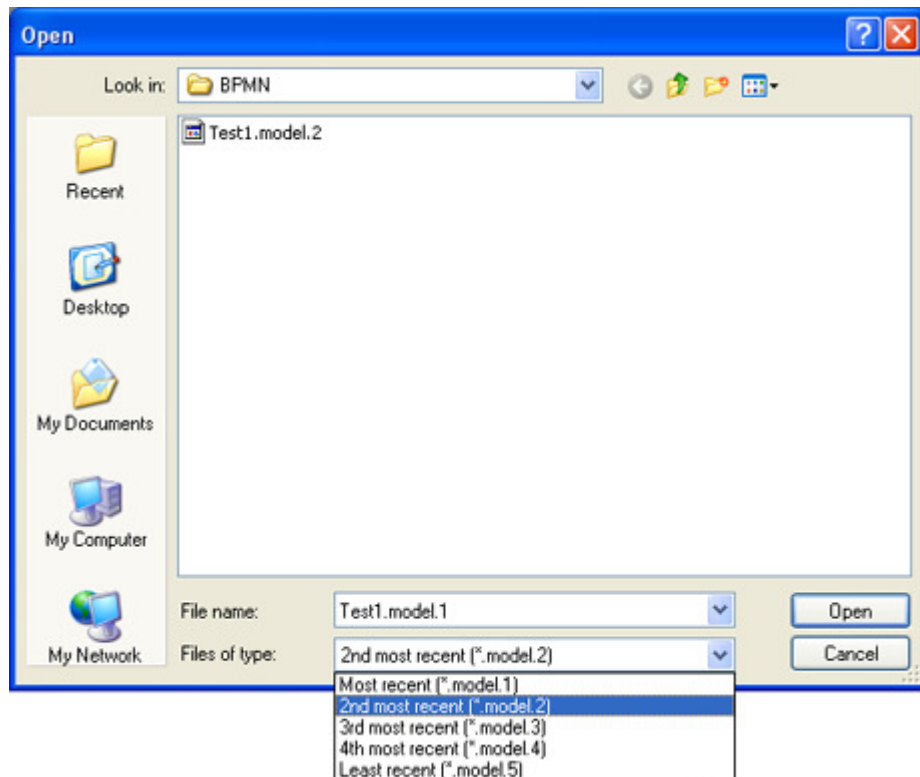 Open
Look in: BPMN
Test1.model.2
Recent
Desktop
My Documents
My Computer
My Network
File name: Test1.model.1 Open
Files of type: 2nd most recent (*.model.2) Cancel
Most recent (*.model.1)
2nd most recent (*.model.2)
3rd most recent (*.model.3)
4th most recent (*.model.4)
Least recent (*.model.5)